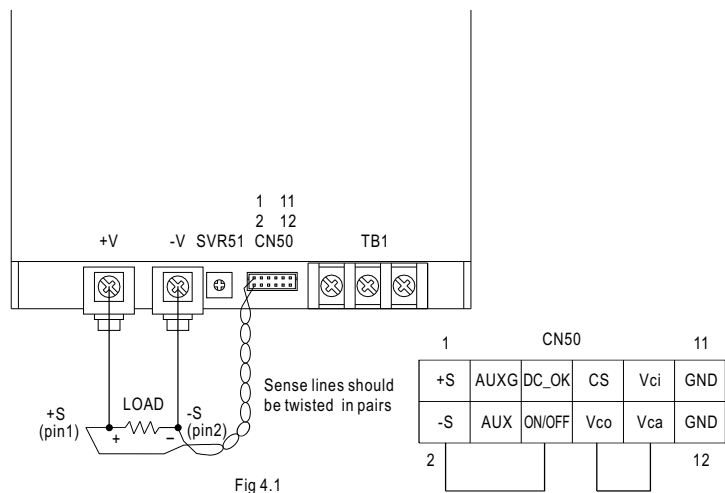 1 11
2 12
+V -V SVR51 CN50 TB1
1 CN50 11
+S AUXG DC_OK CS Vci GND
-S AUX ON/OFF Vco Vca GND
2 12
Sense lines should
be twisted in pairs
+S
(pin1)
LOAD
+ −
-S
(pin2)
Fig 4.1